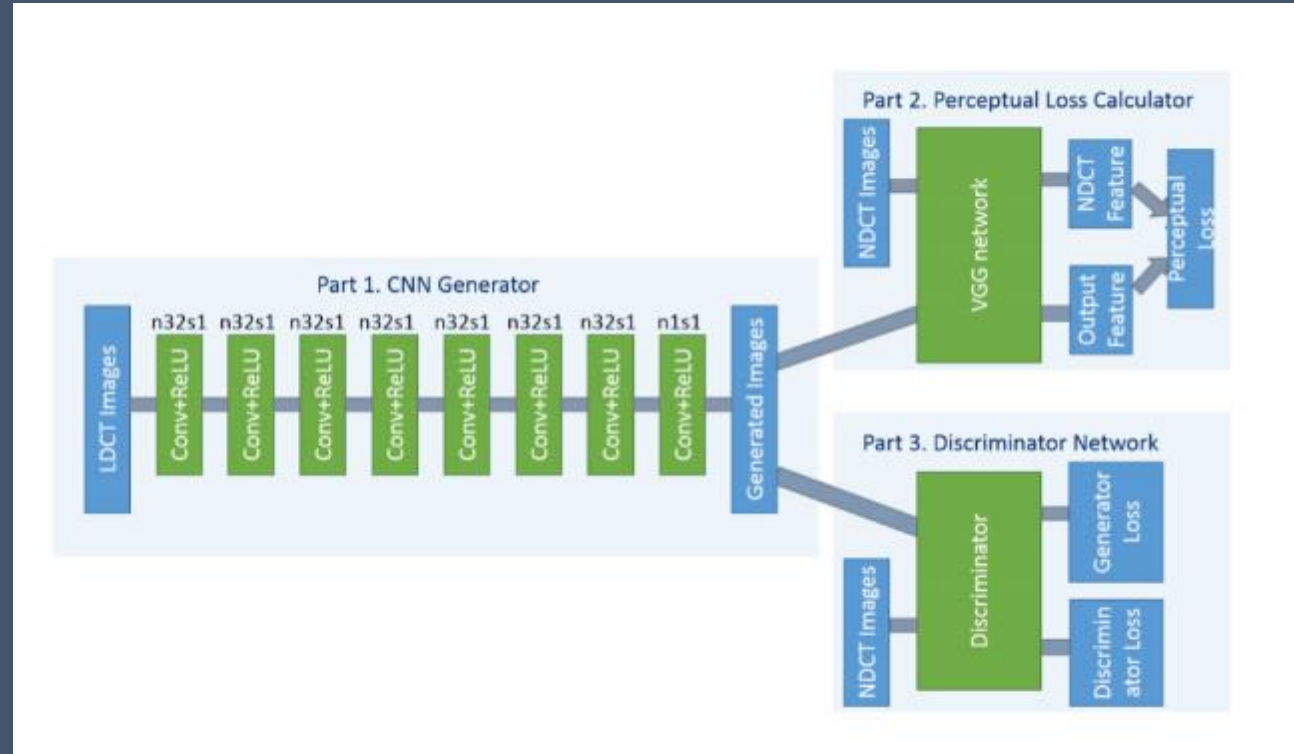 Part 1. CNN Generator
LDCT Images
n32s1 n32s1 n32s1 n32s1 n32s1 n32s1 n32s1 n1s1
Conv+ReLU
Conv+ReLU
Conv+ReLU
Conv+ReLU
Conv+ReLU
Conv+ReLU
Conv+ReLU
Conv+ReLU
Generated Images
Part 2. Perceptual Loss Calculator
NDCT Images
VGG network
NDCT
Feature
Output
Feature
Perceptual
Loss
Part 3. Discriminator Network
NDCT Images
Discriminator
Generator
Loss
Discrimin
ator Loss